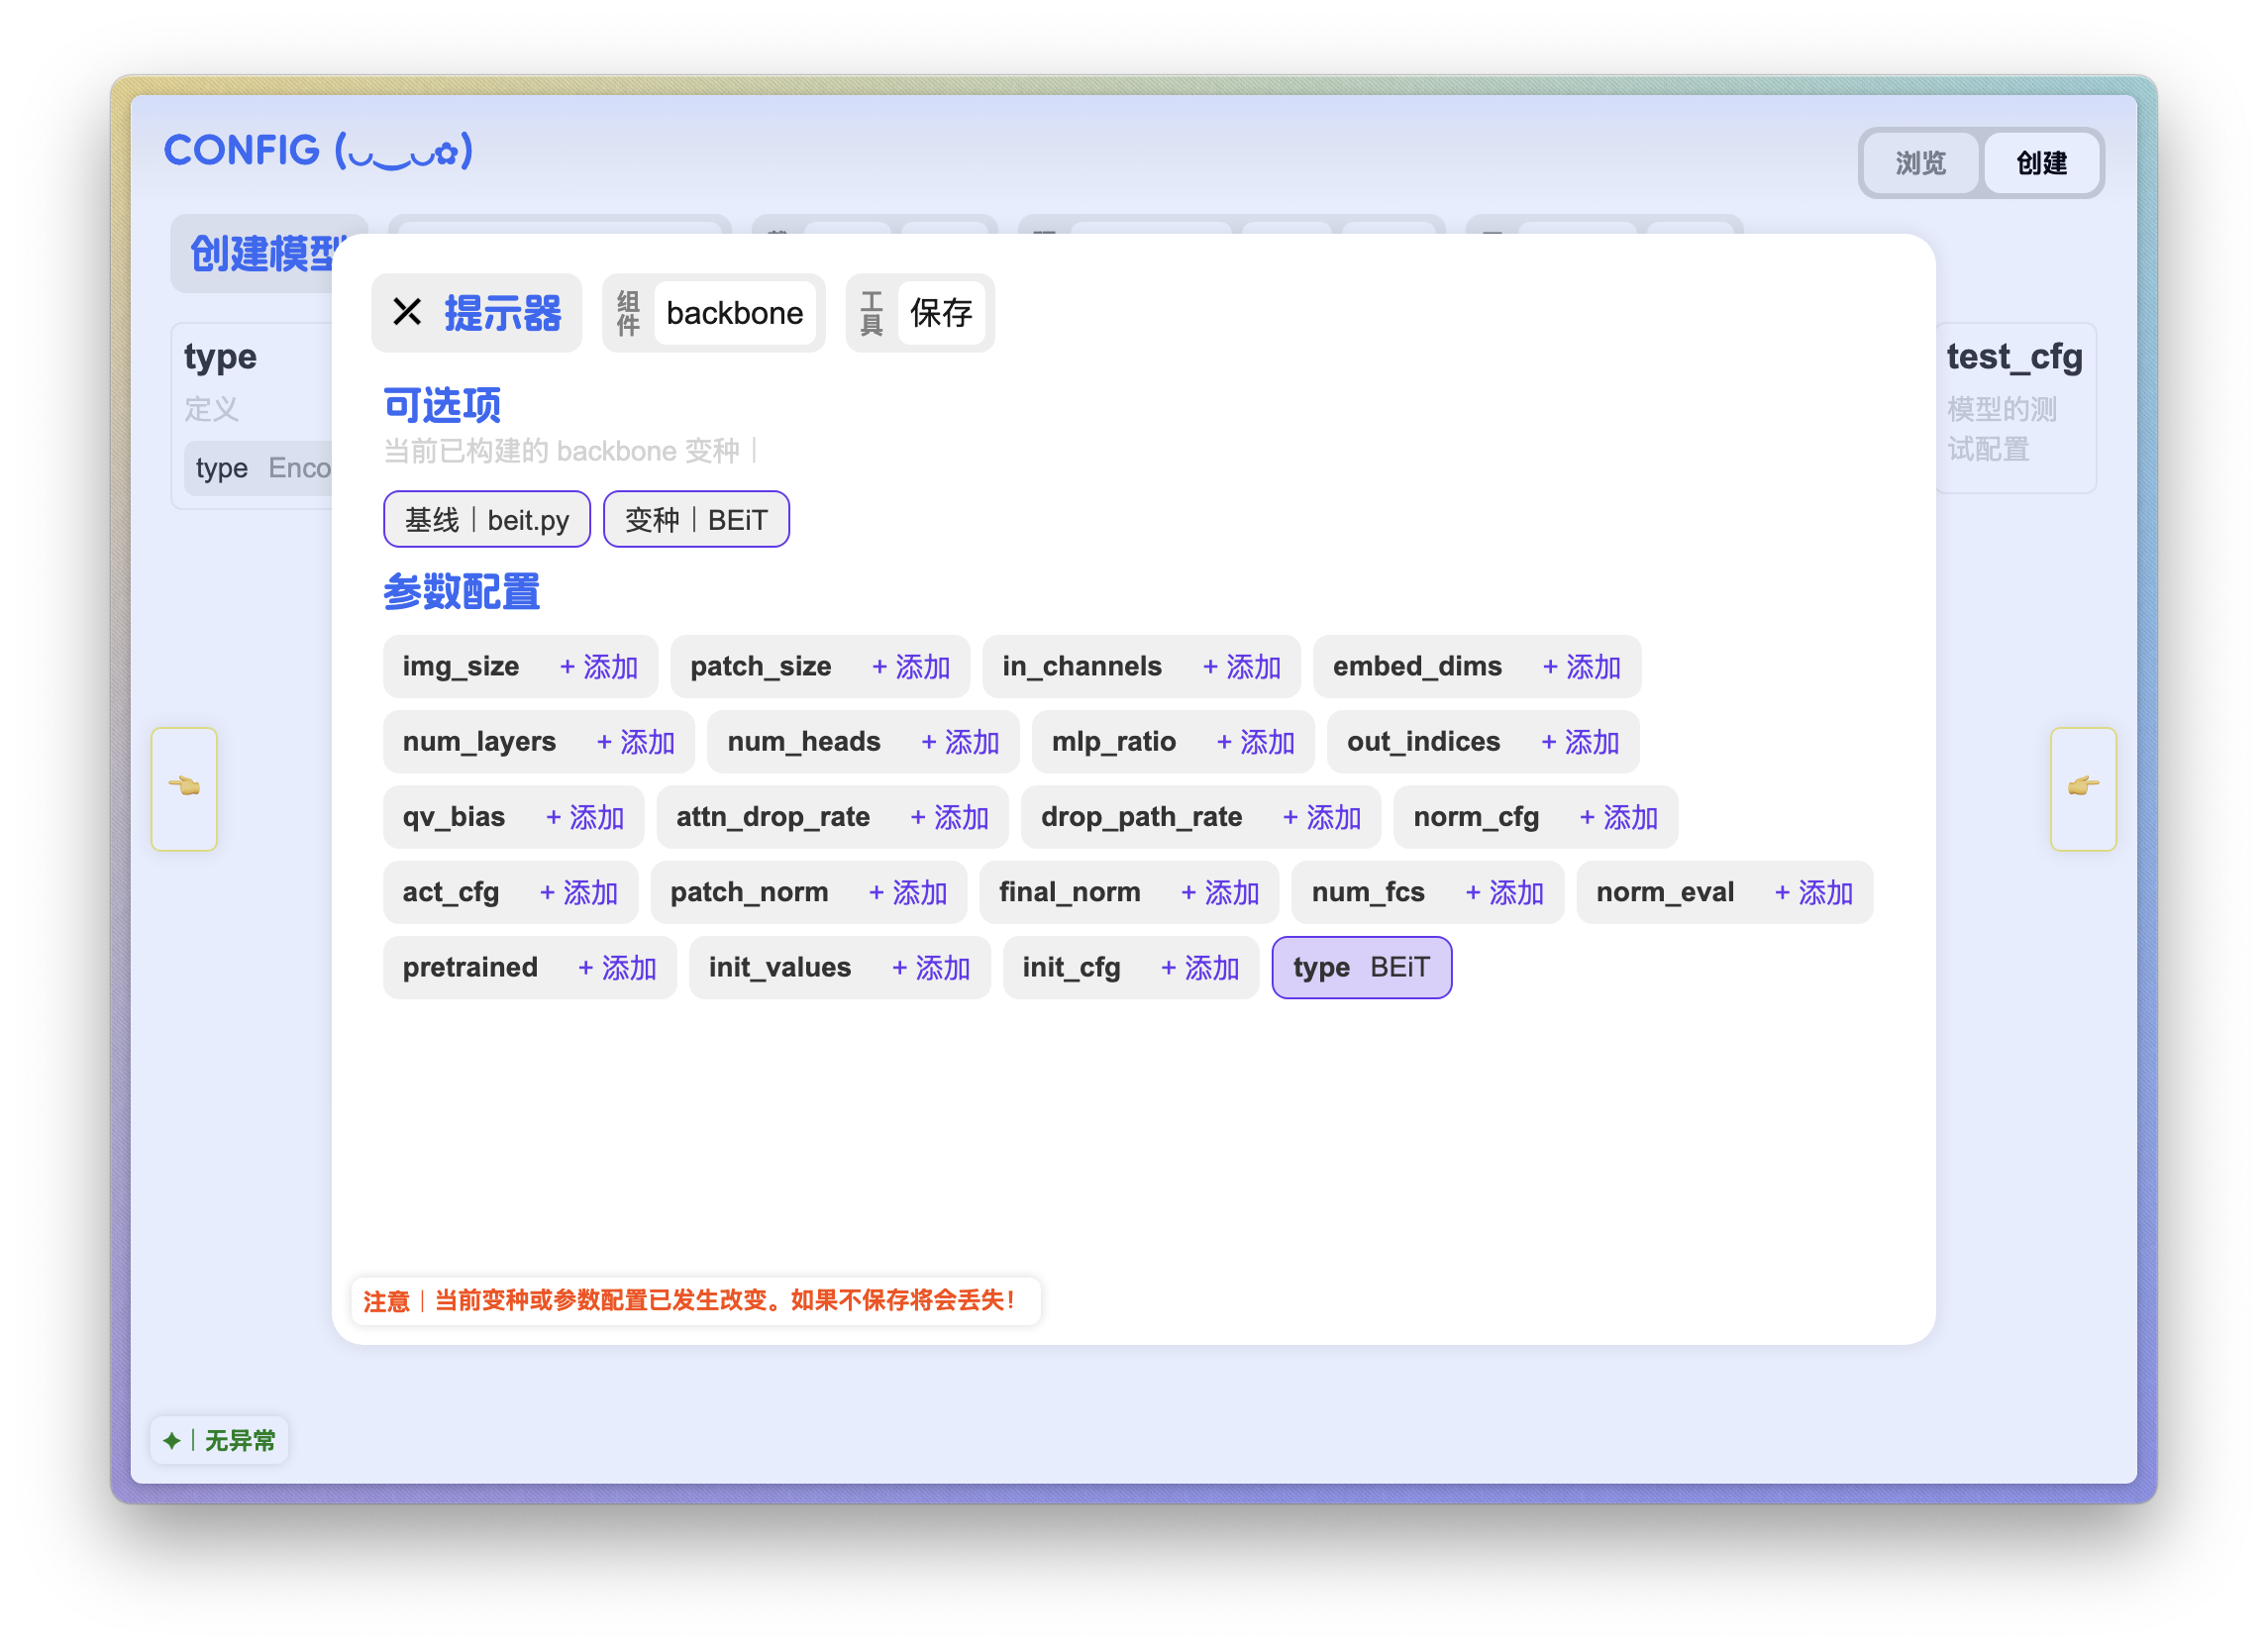 CONFIG (◡‿◡✿)
浏览 创建
创建模型
提示器 组件 backbone 工具 保存
type
定义
type Enco
test_cfg
模型的测
试配置
可选项
当前已构建的 backbone 变种｜
基线｜beit.py 变种｜BEiT
参数配置
img_size + 添加 patch_size + 添加 in_channels + 添加 embed_dims + 添加
num_layers + 添加 num_heads + 添加 mlp_ratio + 添加 out_indices + 添加
qv_bias + 添加 attn_drop_rate + 添加 drop_path_rate + 添加 norm_cfg + 添加
act_cfg + 添加 patch_norm + 添加 final_norm + 添加 num_fcs + 添加 norm_eval + 添加
pretrained + 添加 init_values + 添加 init_cfg + 添加 type BEiT
注意｜当前变种或参数配置已发生改变。如果不保存将会丢失！
✦｜无异常